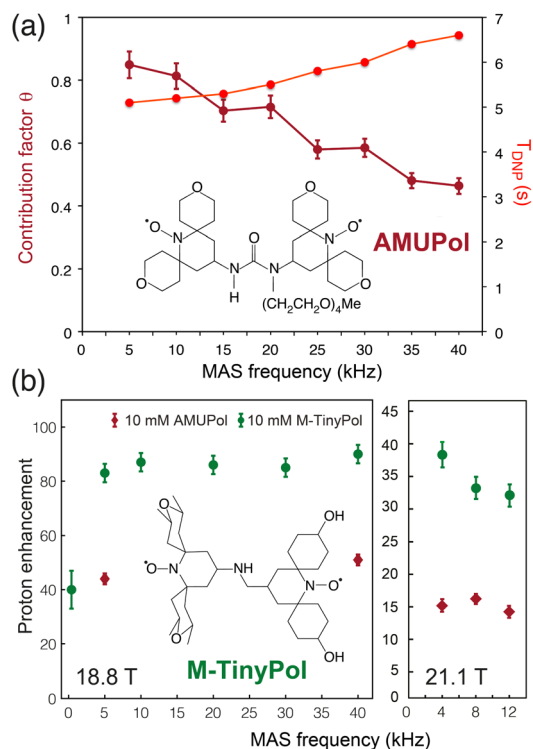 (a)
1
0.8
0.6
0.4
0.2
0
Contribution factor θ
7
6
5
4
3
2
1
0
T_DNP (s)
O
O
O
O
N
N
O
O
N
N
H
(CH₂CH₂O)₄Me
AMUPol
0 5 10 15 20 25 30 35 40
MAS frequency (kHz)
(b)
10 mM AMUPol 10 mM M-TinyPol
100
80
60
40
20
0
Proton enhancement
O
O
N
O
NH
N
O
OH
OH
18.8 T
M-TinyPol
0 5 10 20 30 40
45
40
35
30
25
20
15
10
5
0
21.1 T
0 4 8 12
MAS frequency (kHz)